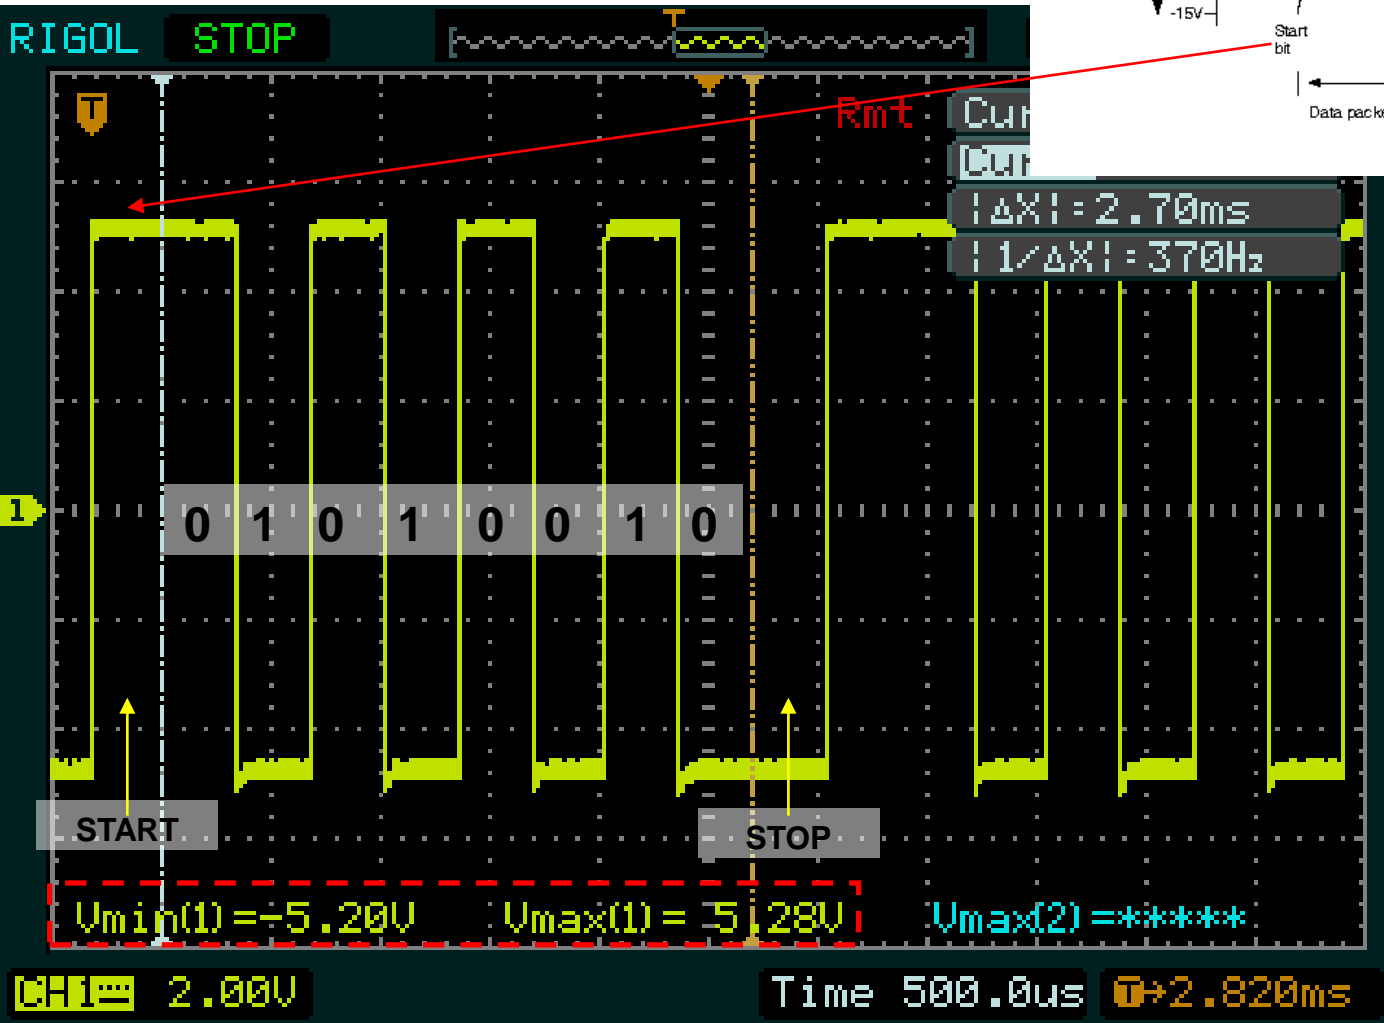 RIGOL STOP
T
-15V
Start
bit
Data packe
T
Rmt
Cur
Cur
|ΔX|:2.70ms
|1/ΔX|:370Hz
1
0 1 0 1 0 0 1 0
START
STOP
Vmin(1)=-5.20V Vmax(1)= 5.28V Vmax(2)=*****
CH1 2.00V Time 500.0us T→2.820ms